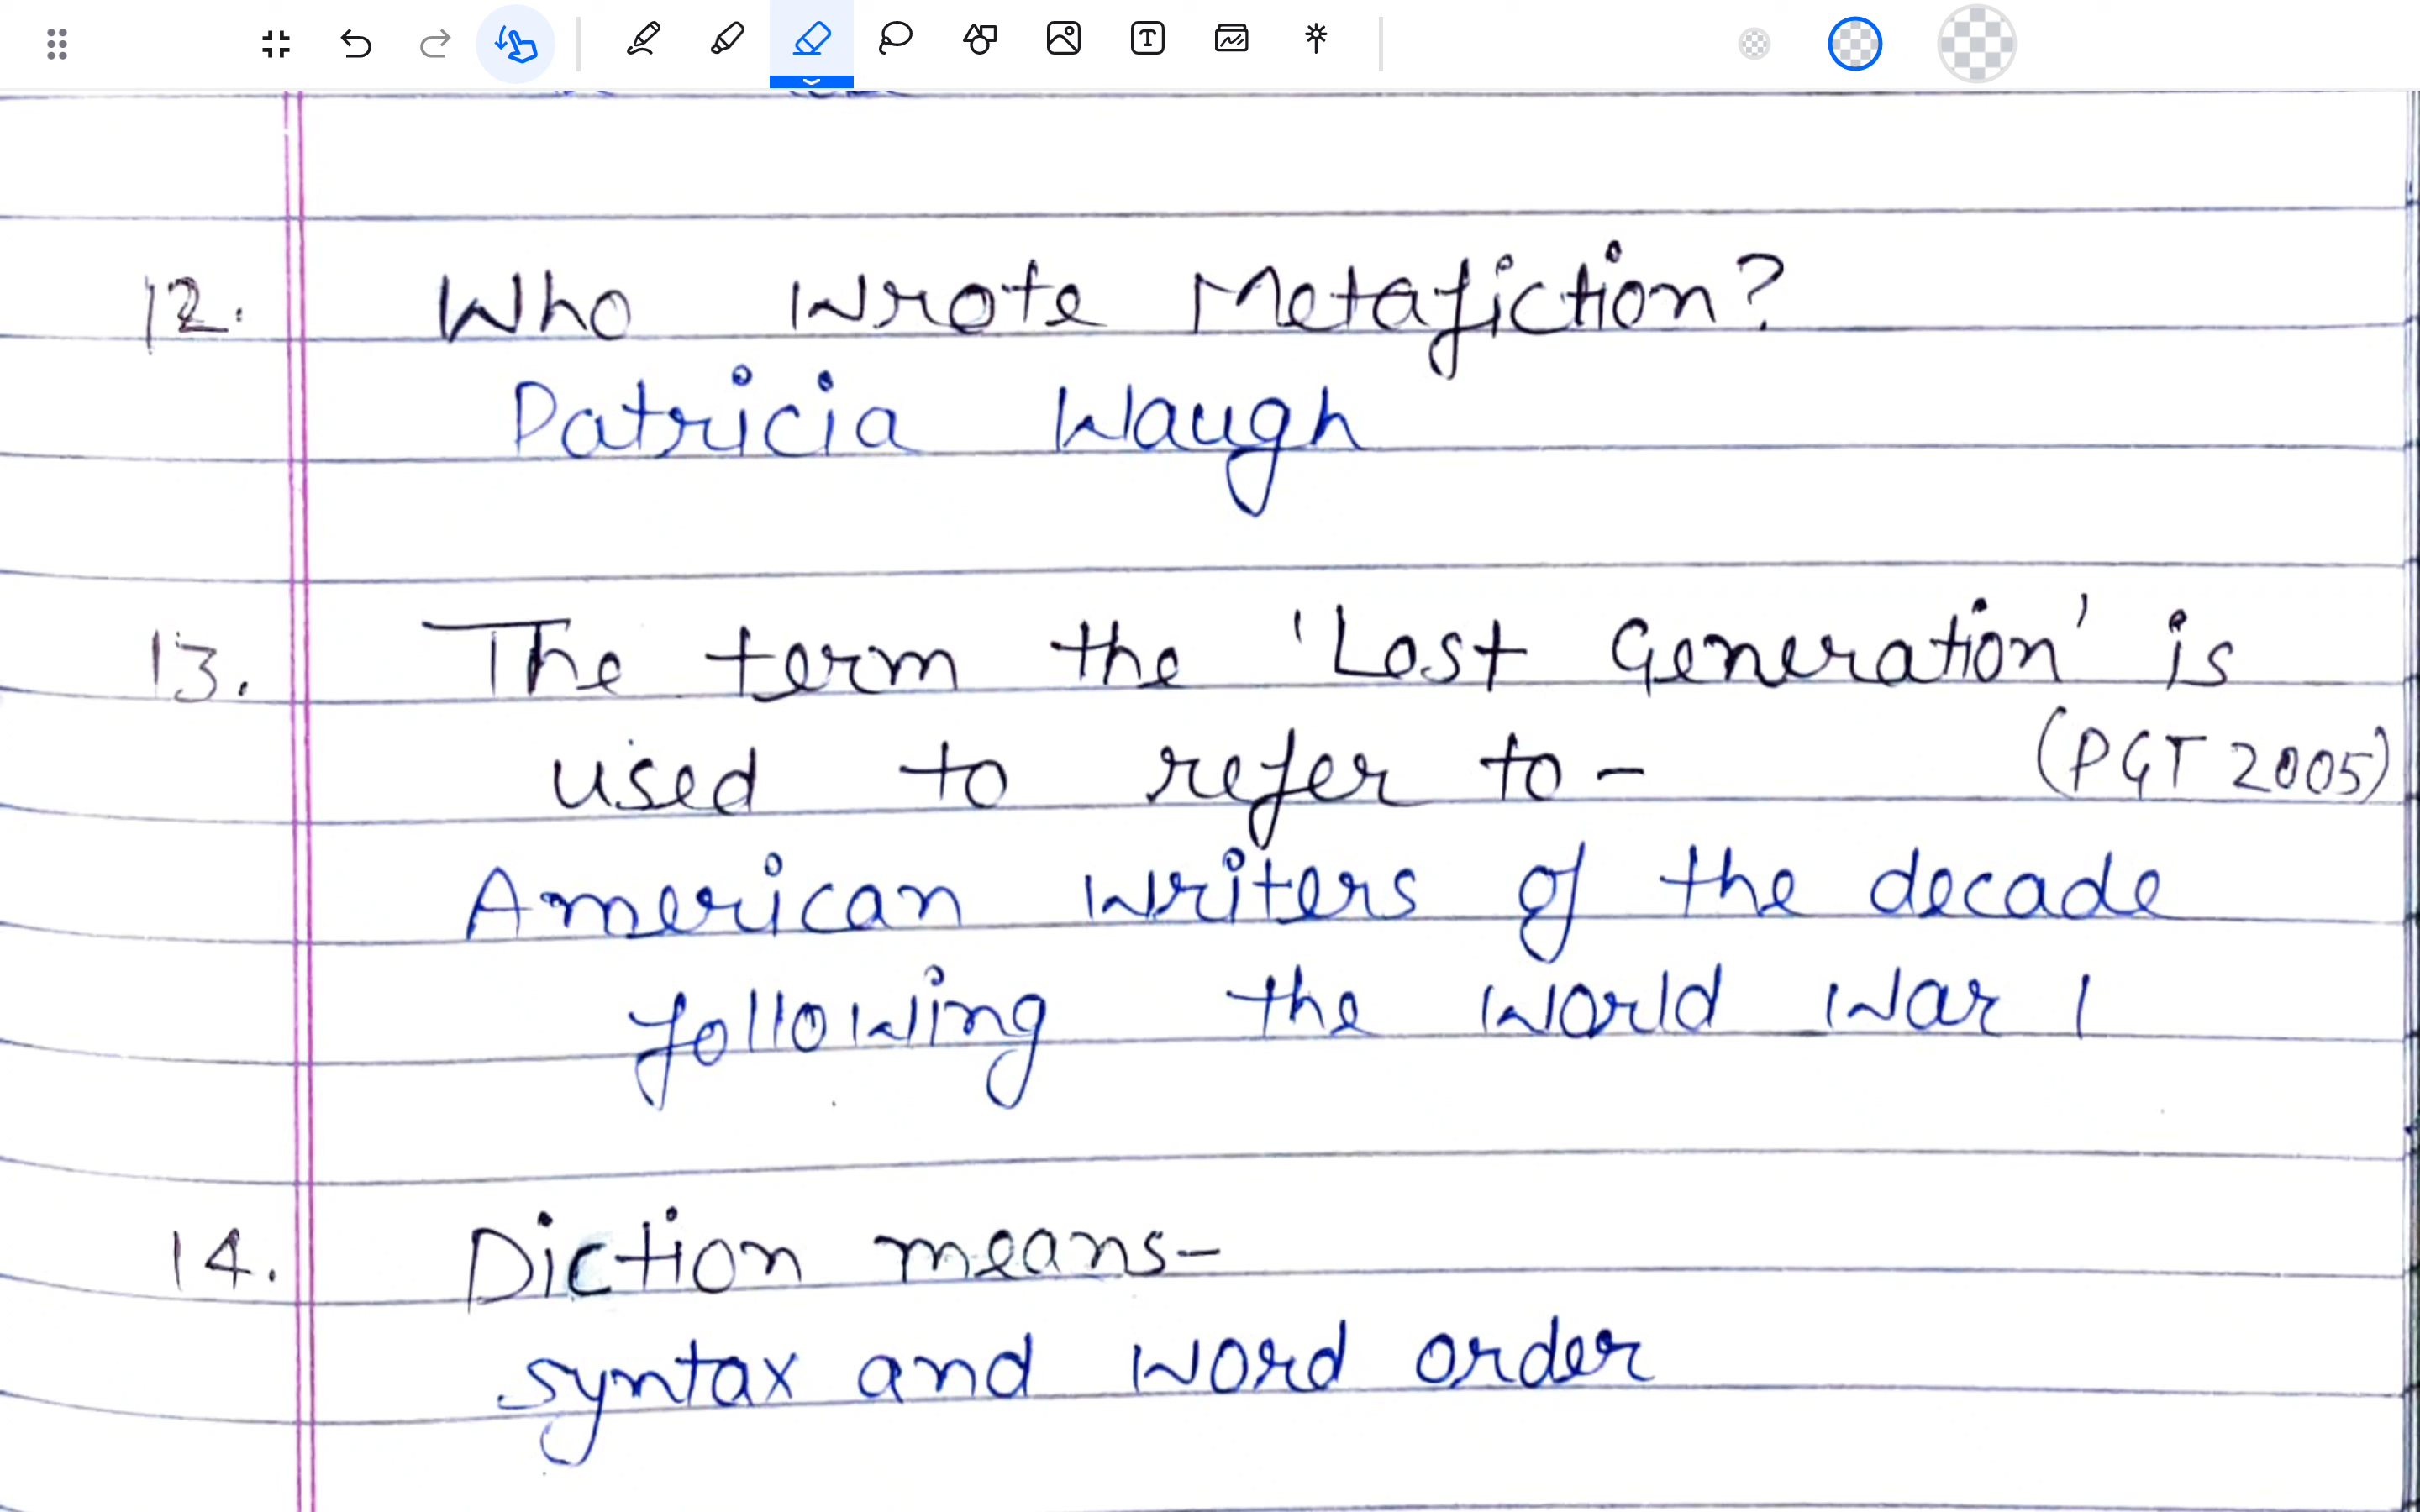 12. Who wrote Metafiction?
Patricia Waugh
13. The term the 'Lost Generation' is
used to refer to - (PGT 2005)
American writers of the decade
following the World War 1
14. Diction means-
syntax and word order